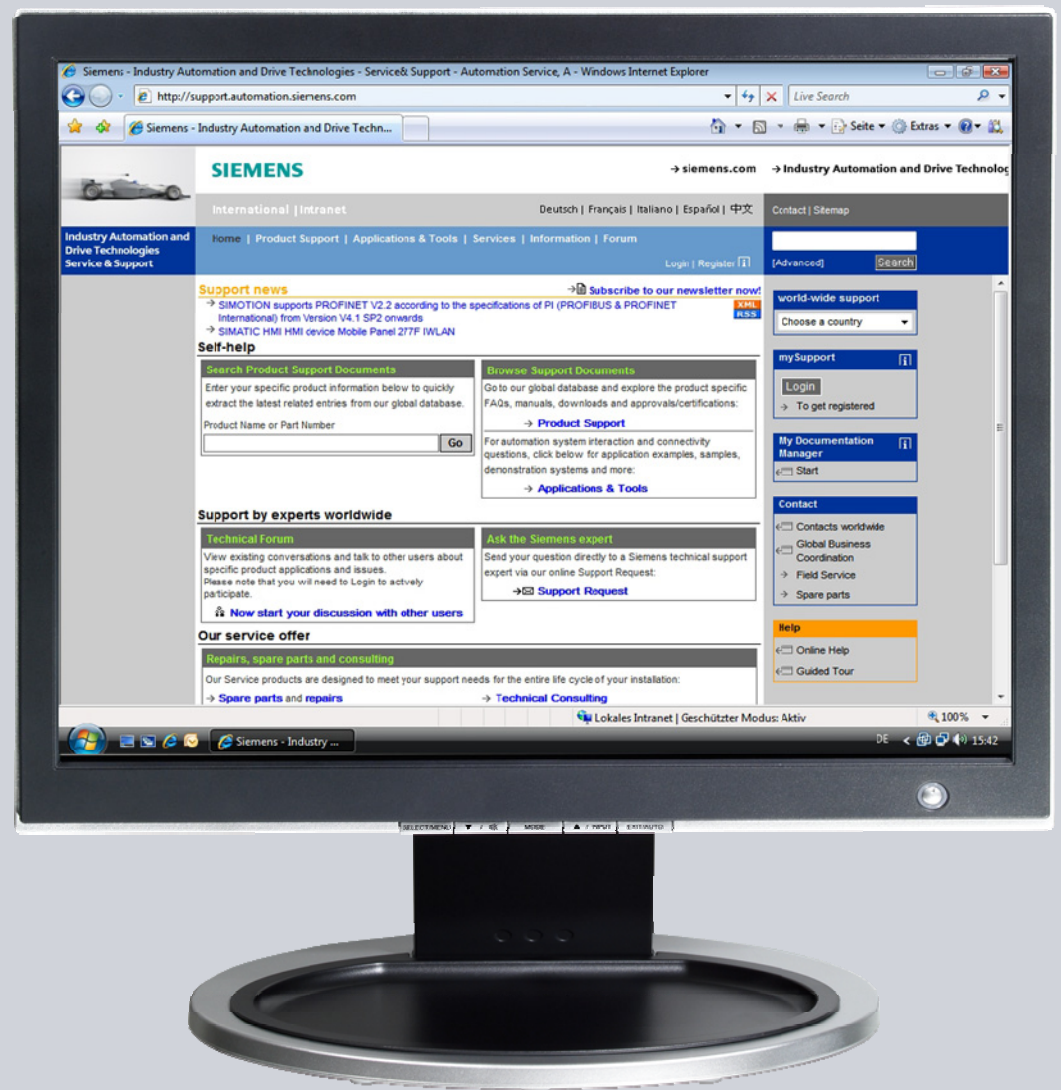 Siemens - Industry Automation and Drive Technologies - Service& Support - Automation Service, A - Windows Internet Explorer
http://support.automation.siemens.com
Live Search
Siemens - Industry Automation and Drive Techn...
Seite
Extras
SIEMENS
→ siemens.com
→ Industry Automation and Drive Technolog
International | Intranet
Deutsch | Français | Italiano | Español | 中文
Contact | Sitemap
Industry Automation and
Drive Technologies
Service & Support
Home | Product Support | Applications & Tools | Services | Information | Forum
Login | Register
[Advanced]
Search
Support news
→ Subscribe to our newsletter now!
→ SIMOTION supports PROFINET V2.2 according to the specifications of PI (PROFIBUS & PROFINET
International) from Version V4.1 SP2 onwards
XML
RSS
→ SIMATIC HMI HMI device Mobile Panel 277F IWLAN
Self-help
Search Product Support Documents
Enter your specific product information below to quickly
extract the latest related entries from our global database.
Product Name or Part Number
Go
Browse Support Documents
Go to our global database and explore the product specific
FAQs, manuals, downloads and approvals/certifications:
→ Product Support
For automation system interaction and connectivity
questions, click below for application examples, samples,
demonstration systems and more:
→ Applications & Tools
Support by experts worldwide
Technical Forum
View existing conversations and talk to other users about
specific product applications and issues.
Please note that you will need to Login to actively
participate.
Now start your discussion with other users
Ask the Siemens expert
Send your question directly to a Siemens technical support
expert via our online Support Request:
→ Support Request
Our service offer
Repairs, spare parts and consulting
Our Service products are designed to meet your support needs for the entire life cycle of your installation:
→ Spare parts and repairs
→ Technical Consulting
world-wide support
Choose a country
mySupport
Login
→ To get registered
My Documentation
Manager
Start
Contact
Contacts worldwide
Global Business
Coordination
→ Field Service
→ Spare parts
Help
Online Help
Guided Tour
Lokales Intranet | Geschützter Modus: Aktiv
100%
Siemens - Industry ...
DE
15:42
SELECT/MENU
MODE